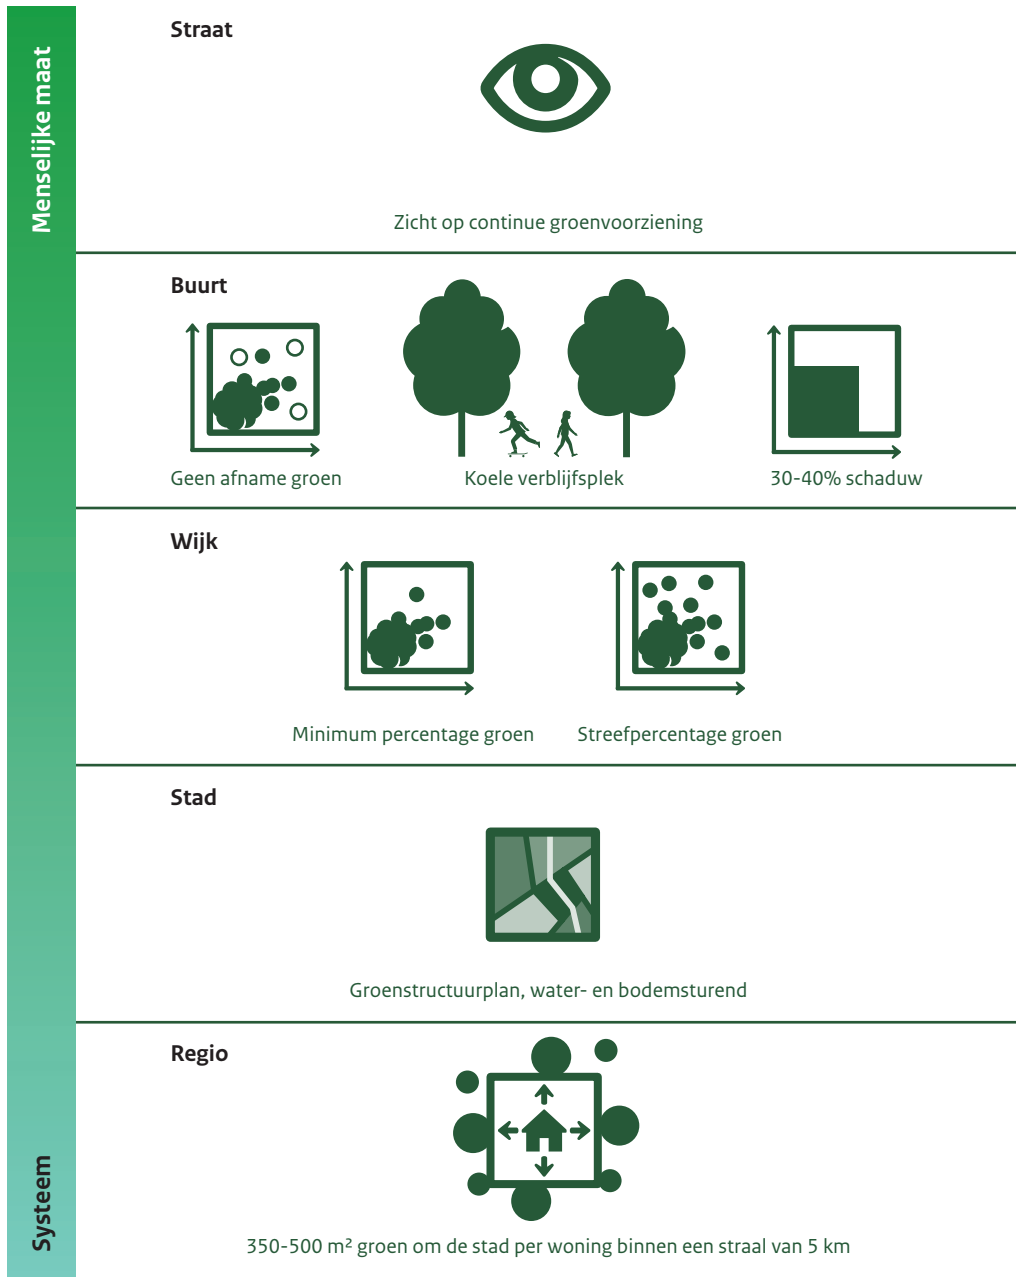 Menselijke maat
Straat
Zicht op continue groenvoorziening
Buurt
Geen afname groen
Koele verblijfsplek
30-40% schaduw
Wijk
Minimum percentage groen
Streefpercentage groen
Stad
Groenstructuurplan, water- en bodemsturend
Regio
Systeem
350-500 m² groen om de stad per woning binnen een straal van 5 km